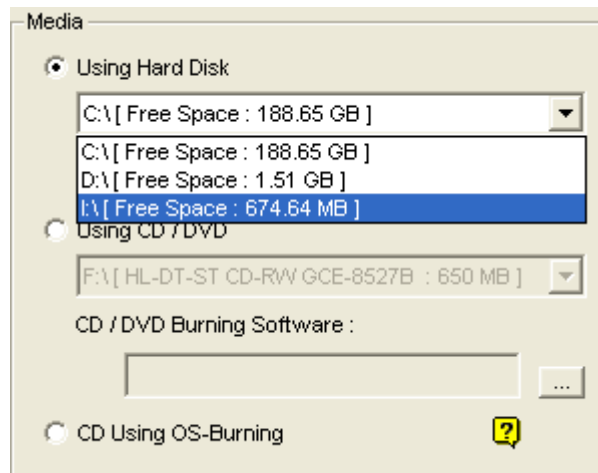 Media
Using Hard Disk
C:\ [ Free Space : 188.65 GB ]
C:\ [ Free Space : 188.65 GB ]
D:\ [ Free Space : 1.51 GB ]
I:\ [ Free Space : 674.64 MB ]
Using CD / DVD
F:\ [ HL-DT-ST CD-RW GCE-8527B : 650 MB ]
CD / DVD Burning Software :
...
CD Using OS-Burning
?